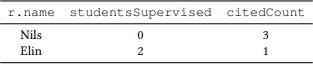 r.name studentsSupervised citedCount
Nils 0 3
Elin 2 1